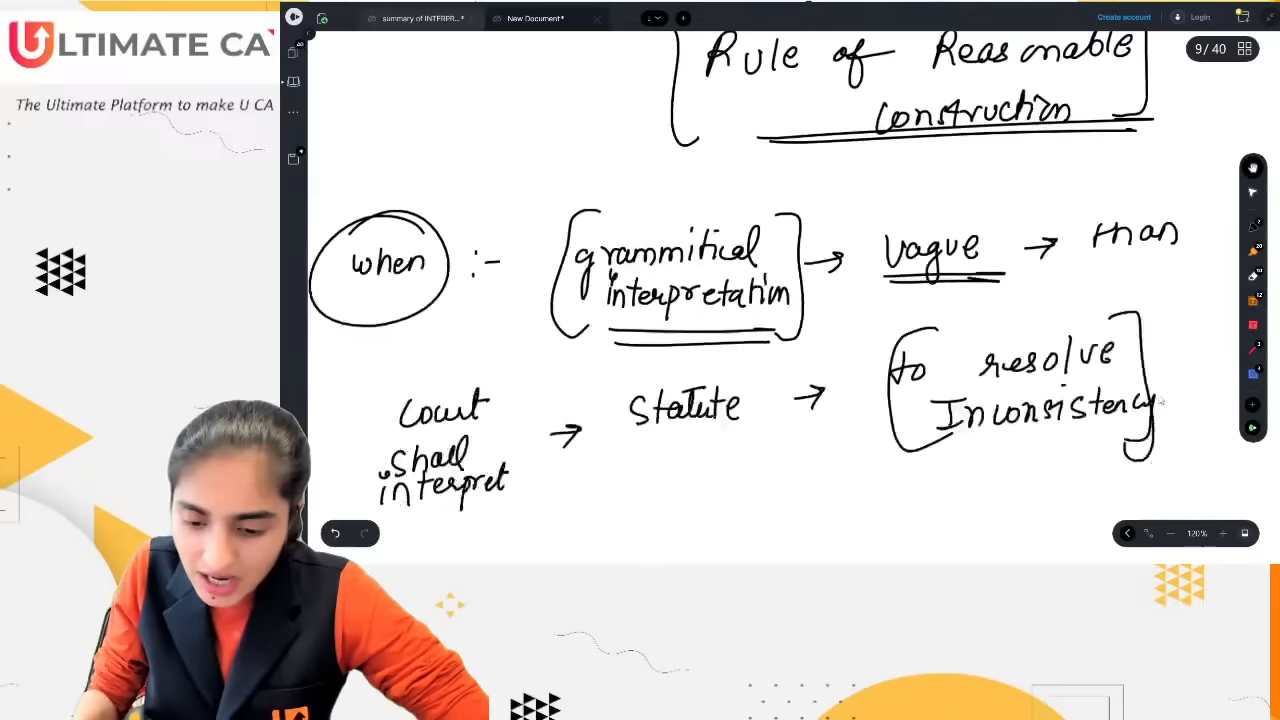 ULTIMATE CA
The Ultimate Platform to make U CA
summary of INTERPR...*
New Document*
Create account
Login
9 / 40
Rule of Reasonable
construction
when :- grammitical → vague → than
interpretation
Court shall interpret → Statute → to resolve
Inconsistency
120%